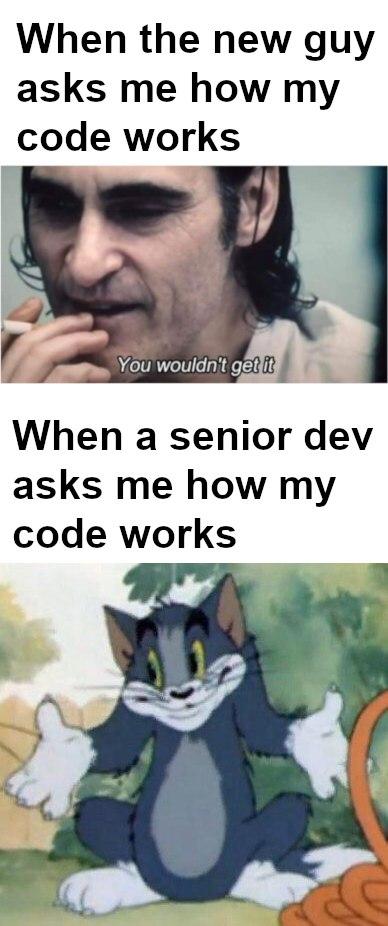 When the new guy
asks me how my
code works
You wouldn't get it
When a senior dev
asks me how my
code works